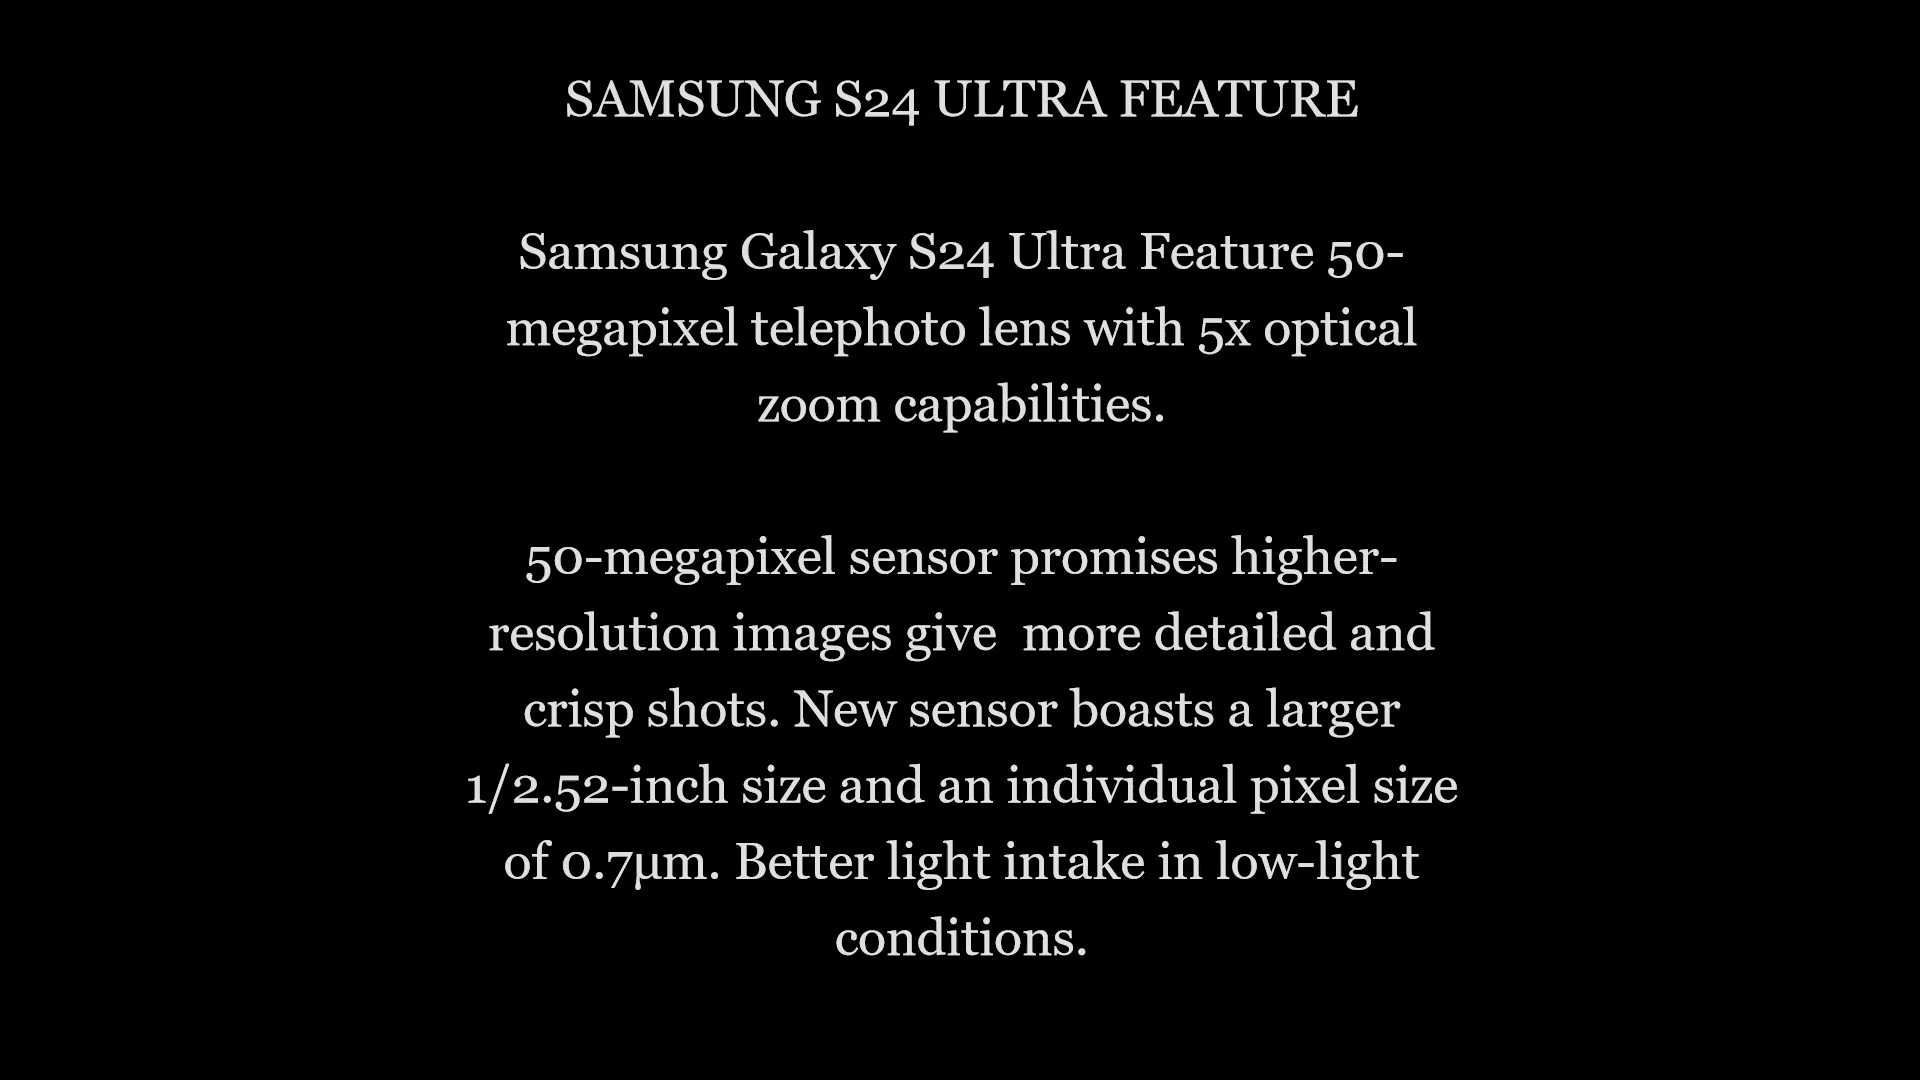 SAMSUNG S24 ULTRA FEATURE
Samsung Galaxy S24 Ultra Feature 50-
megapixel telephoto lens with 5x optical
zoom capabilities.
50-megapixel sensor promises higher-
resolution images give  more detailed and
crisp shots. New sensor boasts a larger
1/2.52-inch size and an individual pixel size
of 0.7μm. Better light intake in low-light
conditions.